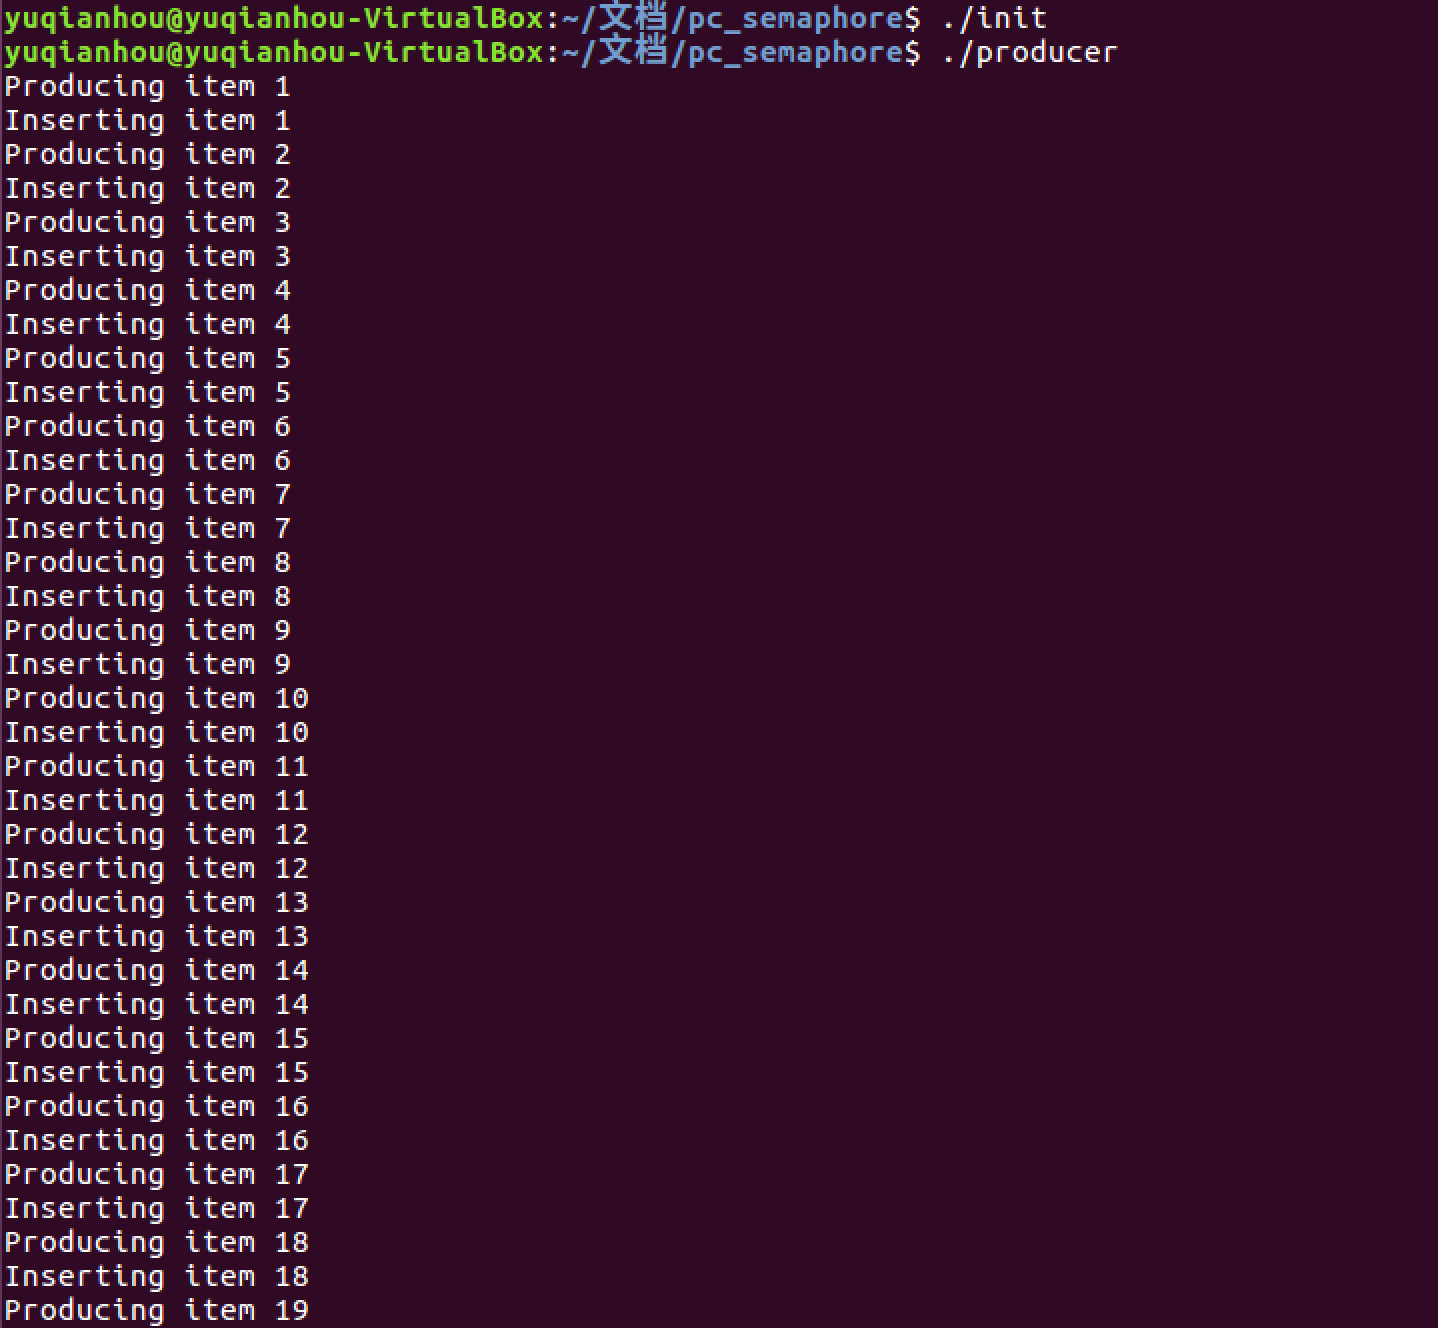 yuqianhou@yuqianhou-VirtualBox:~/文档/pc_semaphore$ ./init
yuqianhou@yuqianhou-VirtualBox:~/文档/pc_semaphore$ ./producer
Producing item 1
Inserting item 1
Producing item 2
Inserting item 2
Producing item 3
Inserting item 3
Producing item 4
Inserting item 4
Producing item 5
Inserting item 5
Producing item 6
Inserting item 6
Producing item 7
Inserting item 7
Producing item 8
Inserting item 8
Producing item 9
Inserting item 9
Producing item 10
Inserting item 10
Producing item 11
Inserting item 11
Producing item 12
Inserting item 12
Producing item 13
Inserting item 13
Producing item 14
Inserting item 14
Producing item 15
Inserting item 15
Producing item 16
Inserting item 16
Producing item 17
Inserting item 17
Producing item 18
Inserting item 18
Producing item 19